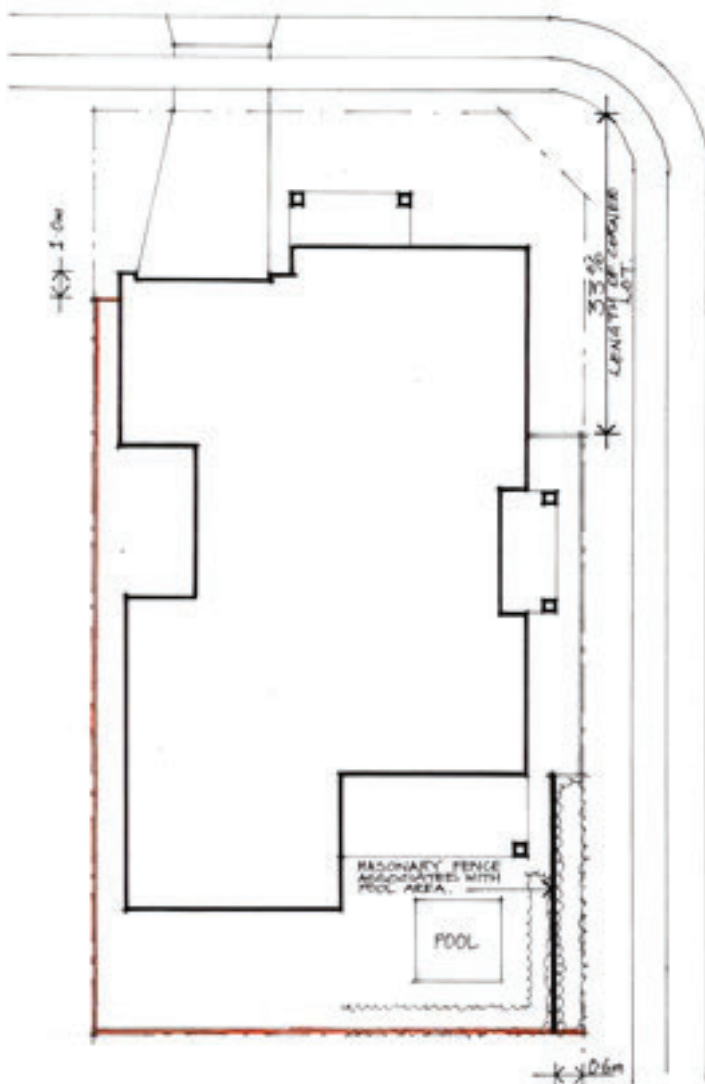 1.0m
33%
LENGTH OF CORNER
LOT.
MASONARY FENCE
ASSOCIATED WITH
POOL AREA.
POOL
0.6m